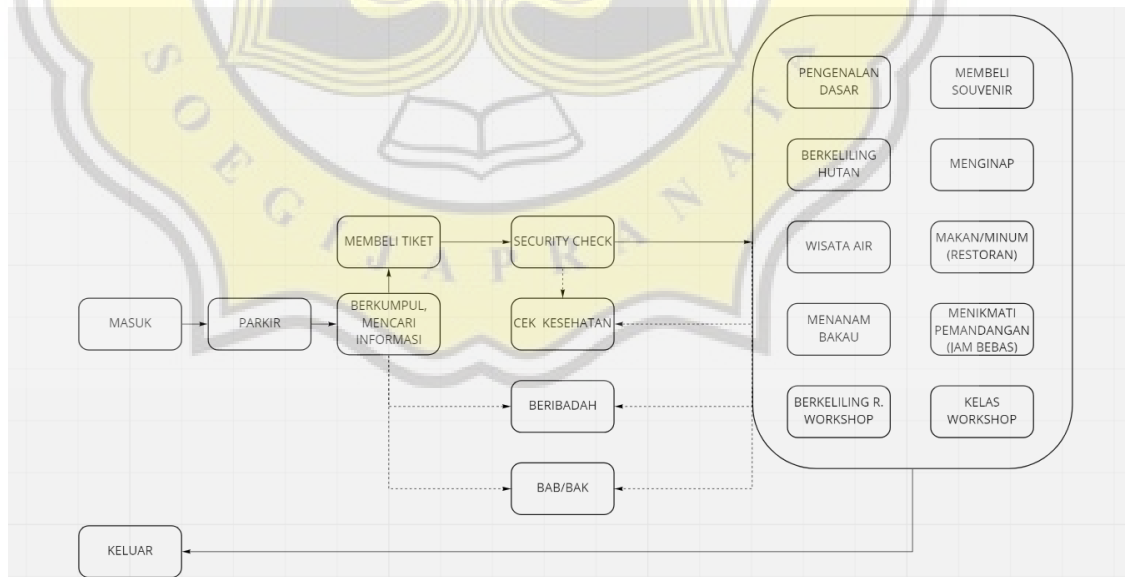 PENGENALAN
DASAR
MEMBELI
SOUVENIR
BERKELILING
HUTAN
MENGINAP
MEMBELI TIKET
SECURITY CHECK
WISATA AIR
MAKAN/MINUM
(RESTORAN)
MASUK
PARKIR
BERKUMPUL,
MENCARI
INFORMASI
CEK KESEHATAN
MENANAM
BAKAU
MENIKMATI
PEMANDANGAN
(JAM BEBAS)
BERIBADAH
BERKELILING R.
WORKSHOP
KELAS
WORKSHOP
BAB/BAK
KELUAR
SOEGIJAPRANATA